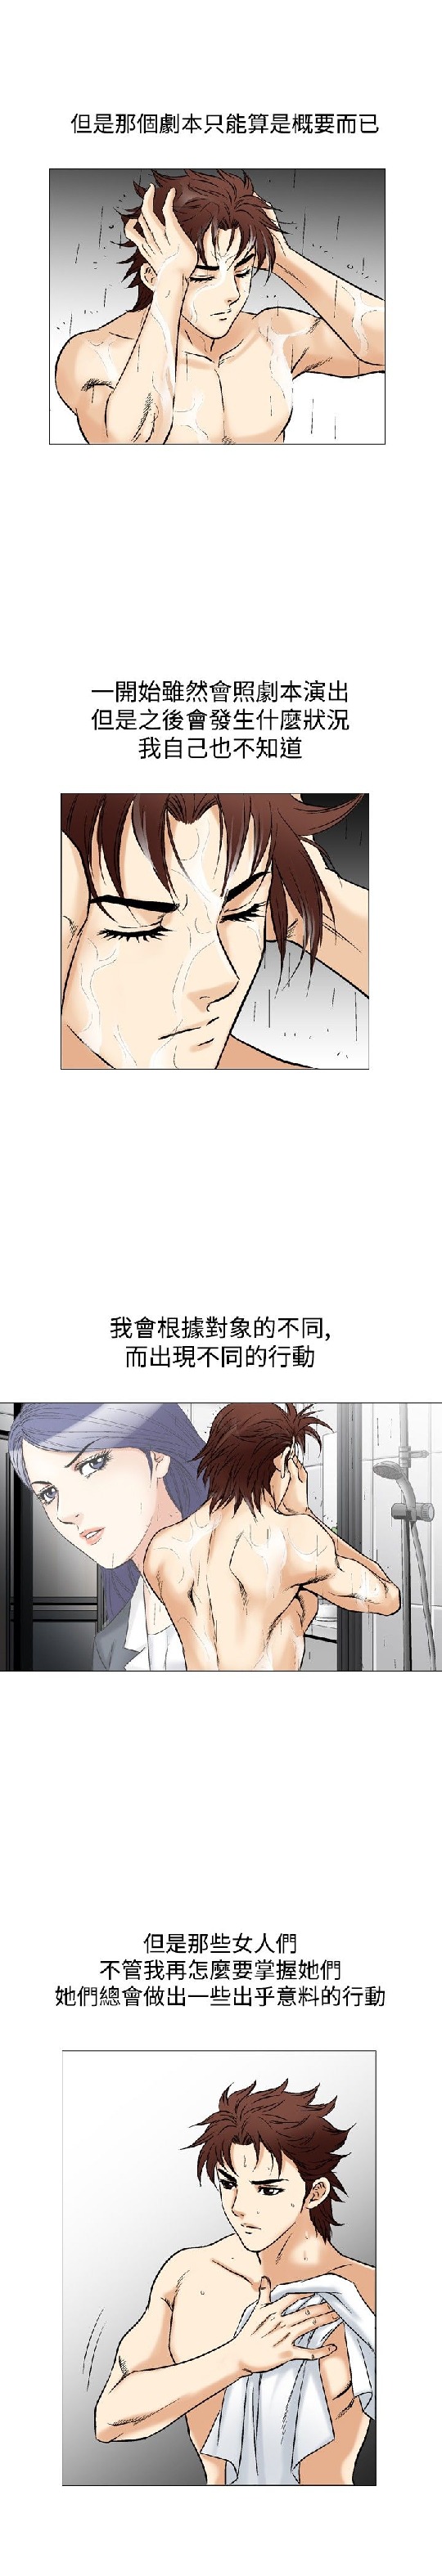 但是那個劇本只能算是概要而已
一開始雖然會照劇本演出
但是之後會發生什麼狀況
我自己也不知道
我會根據對象的不同,
而出現不同的行動
但是那些女人們
不管我再怎麼要掌握她們
她們總會做出一些出乎意料的行動